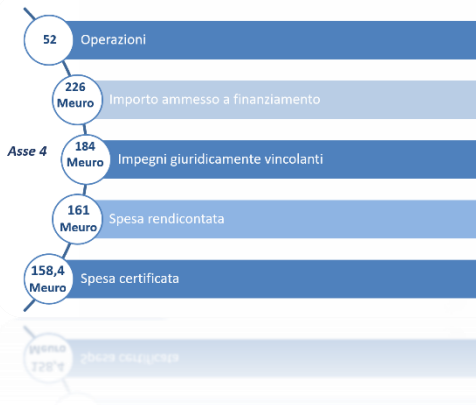 52 Operazioni
226 Meuro Importo ammesso a finanziamento
Asse 4
184 Meuro Impegni giuridicamente vincolanti
161 Meuro Spesa rendicontata
158,4 Meuro Spesa certificata